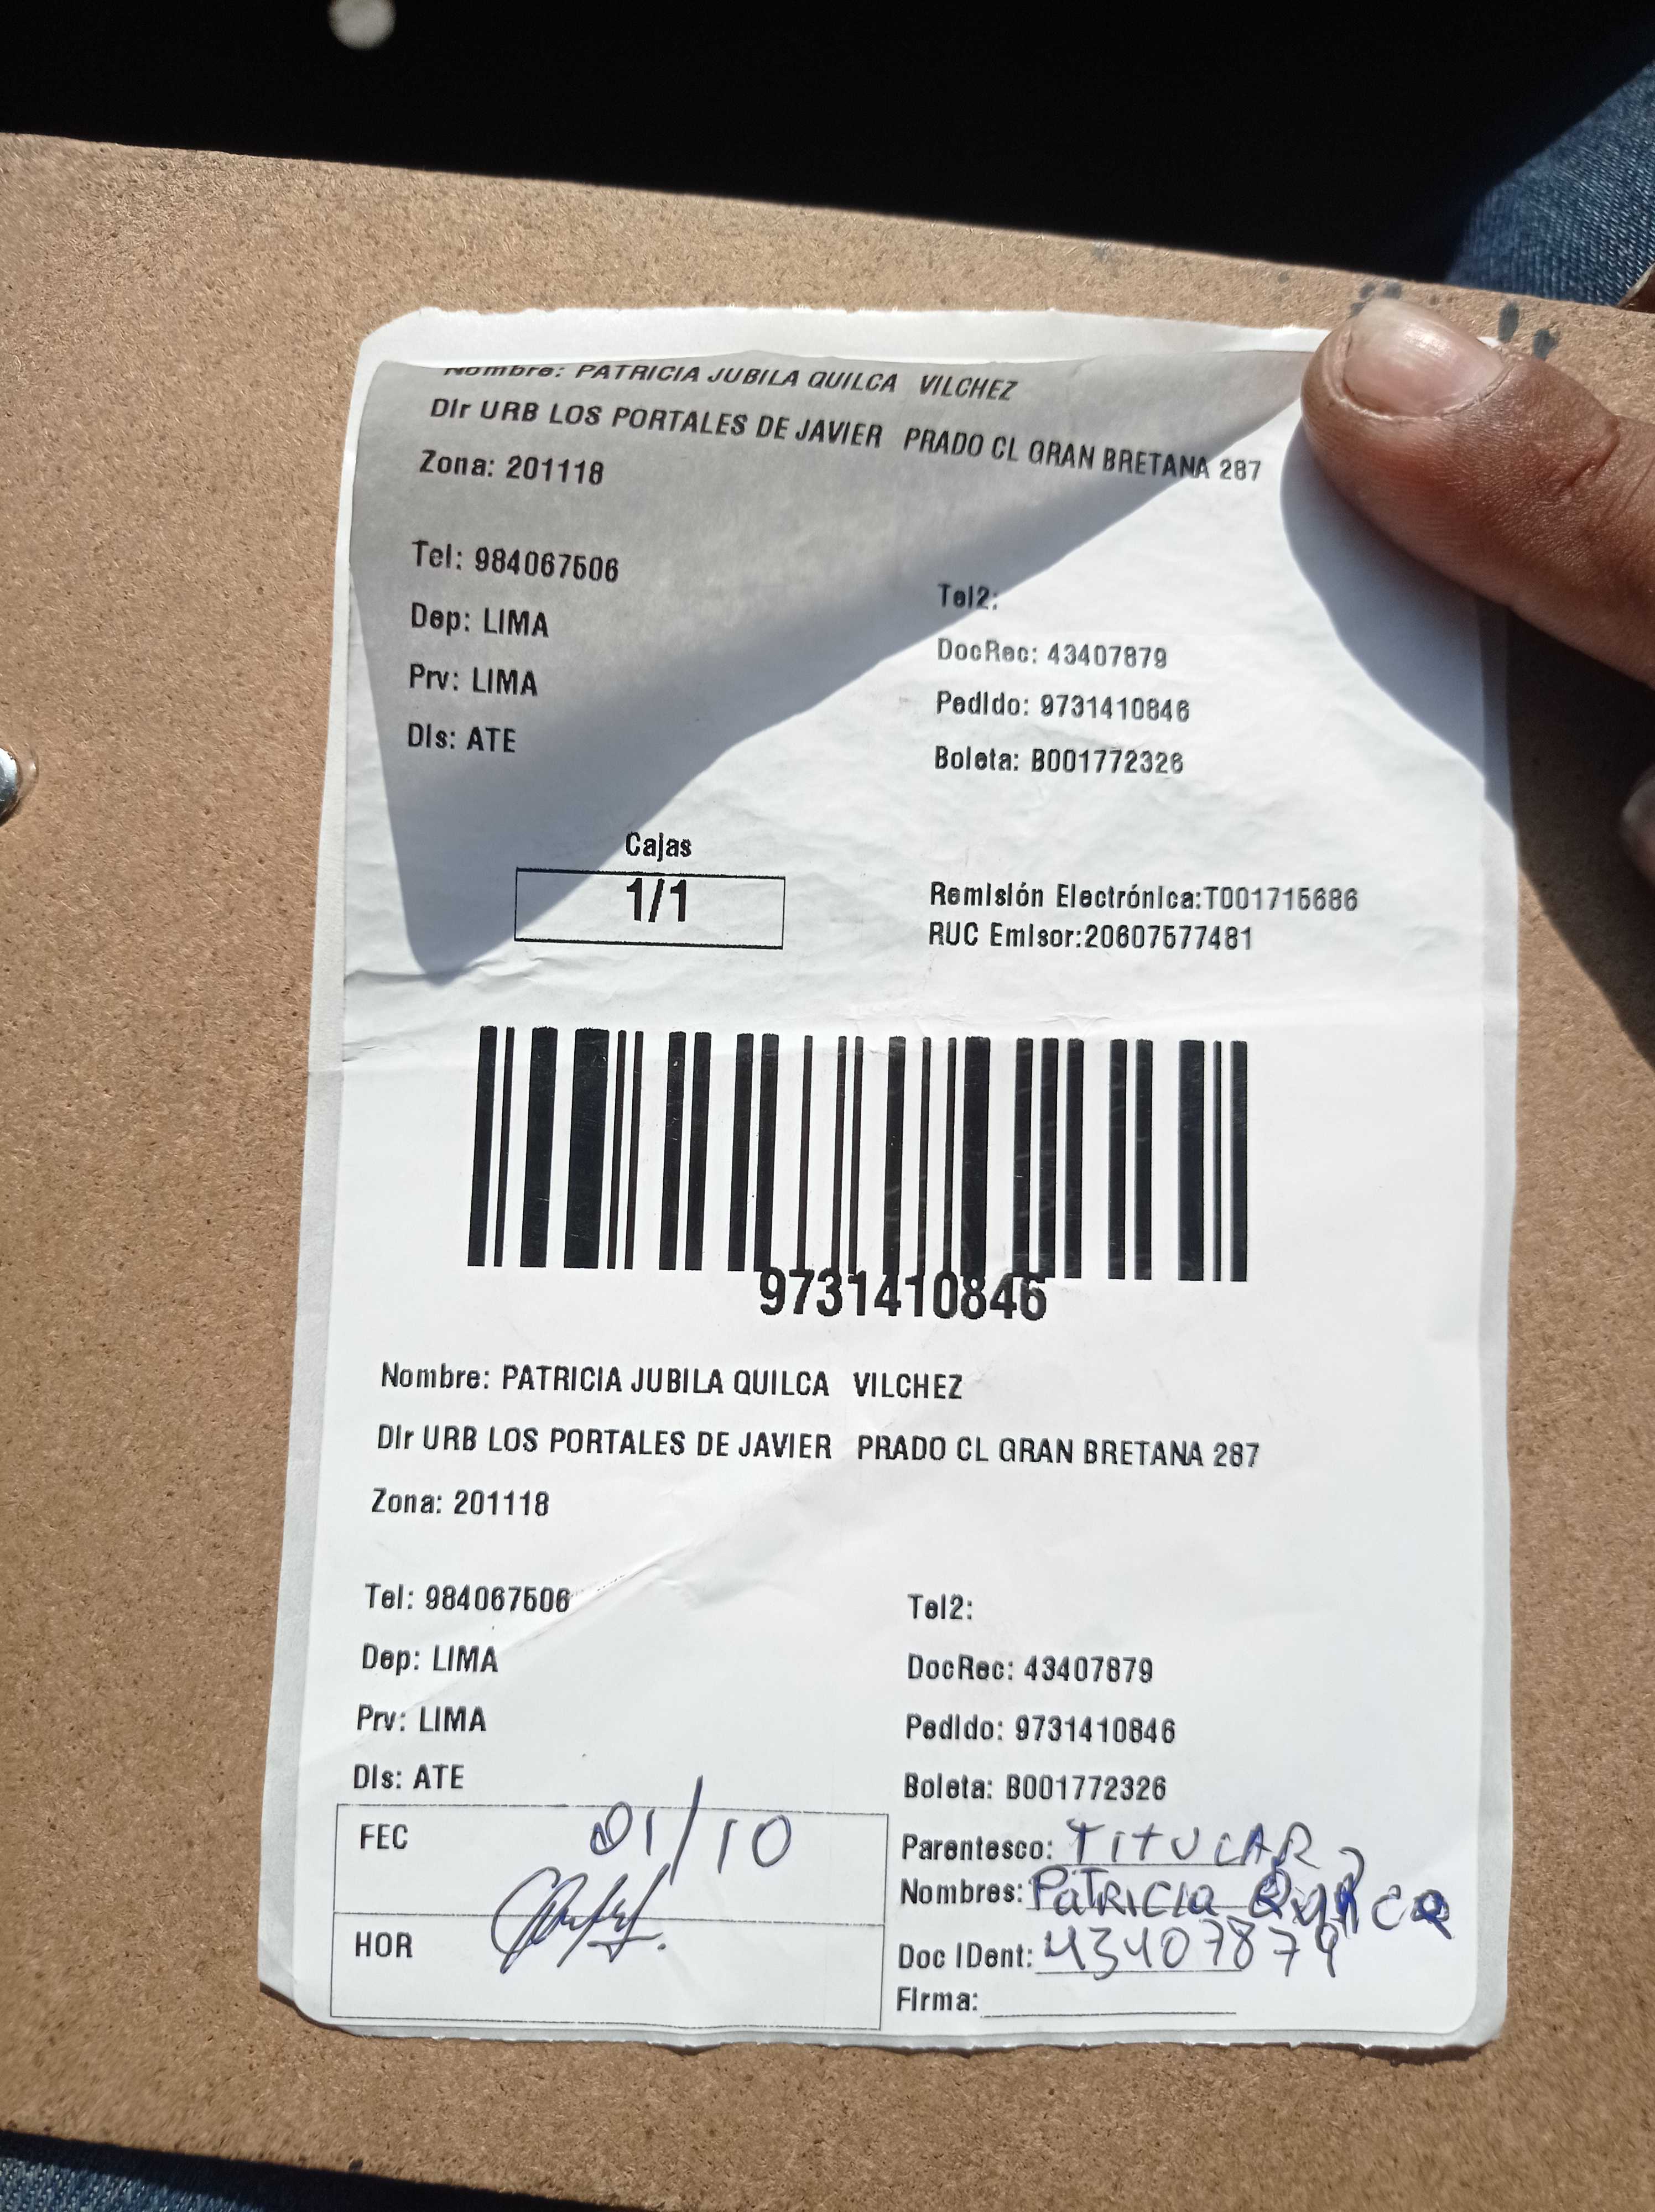 Nombre: PATRICIA JUBILA QUILCA VILCHEZ
Dir URB LOS PORTALES DE JAVIER PRADO CL GRAN BRETANA 287
Zona: 201118
Tel: 984067506
Tel2:
Dep: LIMA
DocRec: 43407879
Prv: LIMA
Pedido: 9731410846
Dis: ATE
Boleta: B001772326
Cajas
1/1
Remisión Electrónica:T001715686
RUC Emisor:20607577481
9731410846
Nombre: PATRICIA JUBILA QUILCA VILCHEZ
Dir URB LOS PORTALES DE JAVIER PRADO CL GRAN BRETANA 287
Zona: 201118
Tel: 984067506
Tel2:
Dep: LIMA
DocRec: 43407879
Prv: LIMA
Pedido: 9731410846
Dis: ATE
Boleta: B001772326
FEC 01/10
Parentesco: TITULAR
Nombres: PATRICIA Quilca
HOR
Doc IDent: 43407879
Firma: